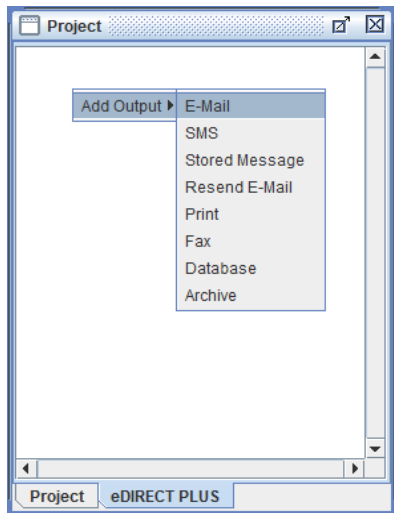 Project
Add Output
E-Mail
SMS
Stored Message
Resend E-Mail
Print
Fax
Database
Archive
Project
eDIRECT PLUS